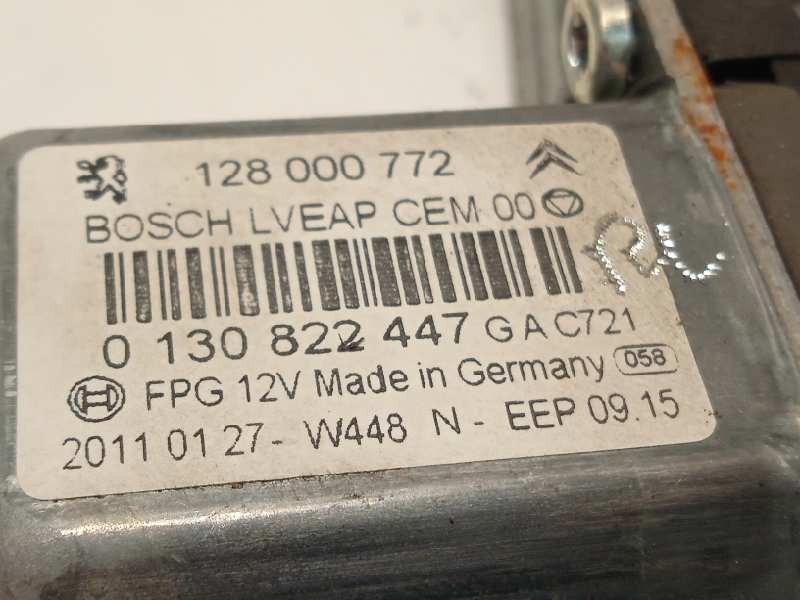 128 000 772
BOSCH LVEAP CEM 00
0 130 822 447 G A C721
FPG 12V Made in Germany 058
2011 01 27 - W448 N - EEP 09.15